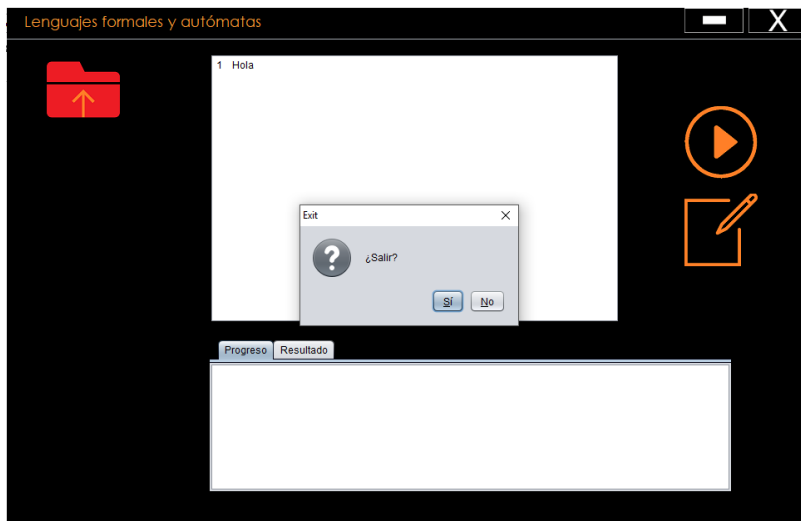 Lenguajes formales y autómatas
X
1 Hola
Exit
¿Salir?
Sí No
Progreso Resultado